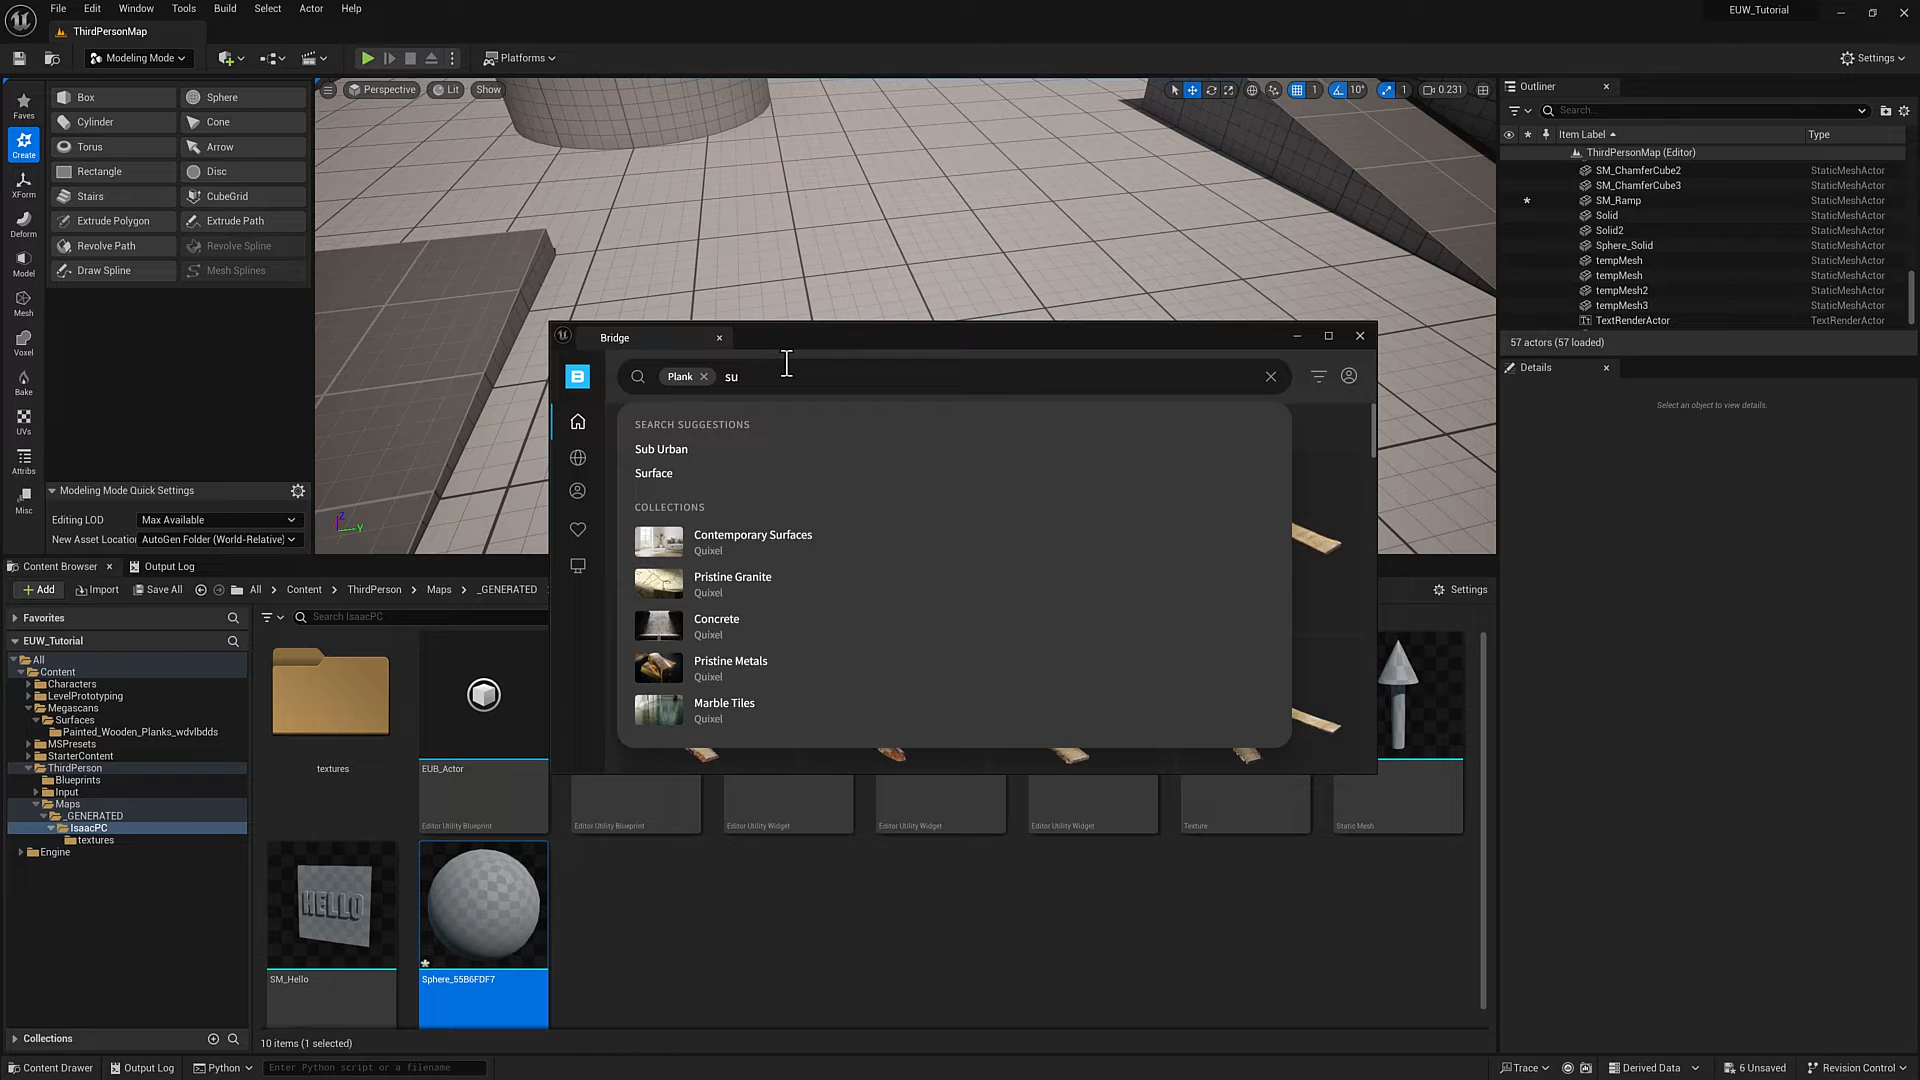 File Edit Window Tools Build Select Actor Help
EUW_Tutorial
ThirdPersonMap
Modeling Mode
Platforms
Settings
Faves
Create
XForm
Deform
Model
Mesh
Voxel
Bake
UVs
Attribs
Misc
Box Sphere
Cylinder Cone
Torus Arrow
Rectangle Disc
Stairs CubeGrid
Extrude Polygon Extrude Path
Revolve Path Revolve Spline
Draw Spline Mesh Splines
Modeling Mode Quick Settings
Editing LOD Max Available
New Asset Locatio AutoGen Folder (World-Relative)
Perspective Lit Show
1 10° 1 0.231
Z
Y
Outliner
Search...
Item Label Type
ThirdPersonMap (Editor)
SM_ChamferCube2 StaticMeshActor
SM_ChamferCube3 StaticMeshActor
SM_Ramp StaticMeshActor
Solid StaticMeshActor
Solid2 StaticMeshActor
Sphere_Solid StaticMeshActor
tempMesh StaticMeshActor
tempMesh StaticMeshActor
tempMesh2 StaticMeshActor
tempMesh3 StaticMeshActor
TextRenderActor TextRenderActor
57 actors (57 loaded)
Details
Select an object to view details.
Bridge
Plank su
SEARCH SUGGESTIONS
Sub Urban
Surface
COLLECTIONS
Contemporary Surfaces
Quixel
Pristine Granite
Quixel
Concrete
Quixel
Pristine Metals
Quixel
Marble Tiles
Quixel
Content Browser Output Log
Add Import Save All All Content ThirdPerson Maps _GENERATED
Settings
Favorites
Search IsaacPC
EUW_Tutorial
All
Content
Characters
LevelPrototyping
Megascans
Surfaces
Painted_Wooden_Planks_wdvlbdds
MSPresets
StarterContent
ThirdPerson
Blueprints
Input
Maps
_GENERATED
IsaacPC
textures
Engine
Collections
textures
EUB_Actor
Editor Utility Blueprint
Editor Utility Blueprint
Editor Utility Widget
Editor Utility Widget
Editor Utility Widget
Texture
Static Mesh
HELLO
SM_Hello
Sphere_55B6FDF7
10 items (1 selected)
Content Drawer Output Log Python Enter Python script or a filename
Trace Derived Data 6 Unsaved Revision Control